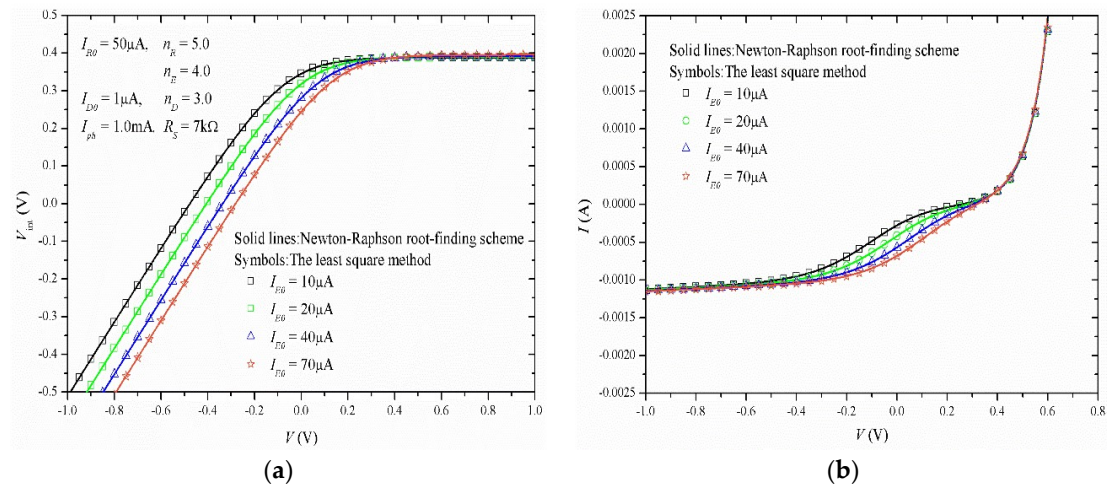 (a)
I_R0 = 50μA, n_R = 5.0
n_E = 4.0
I_D0 = 1μA, n_D = 3.0
I_ph = 1.0mA. R_S = 7kΩ
Solid lines:Newton-Raphson root-finding scheme
Symbols:The least square method
I_E0 = 10μA
I_E0 = 20μA
I_E0 = 40μA
I_E0 = 70μA
V_int (V)
0.5
0.4
0.3
0.2
0.1
0.0
-0.1
-0.2
-0.3
-0.4
-0.5
-1.0 -0.8 -0.6 -0.4 -0.2 0.0 0.2 0.4 0.6 0.8 1.0
V (V)
(b)
Solid lines:Newton-Raphson root-finding scheme
Symbols:The least square method
I_E0 = 10μA
I_E0 = 20μA
I_E0 = 40μA
I_E0 = 70μA
I (A)
0.0025
0.0020
0.0015
0.0010
0.0005
0.0000
-0.0005
-0.0010
-0.0015
-0.0020
-0.0025
-1.0 -0.8 -0.6 -0.4 -0.2 0.0 0.2 0.4 0.6 0.8
V (V)